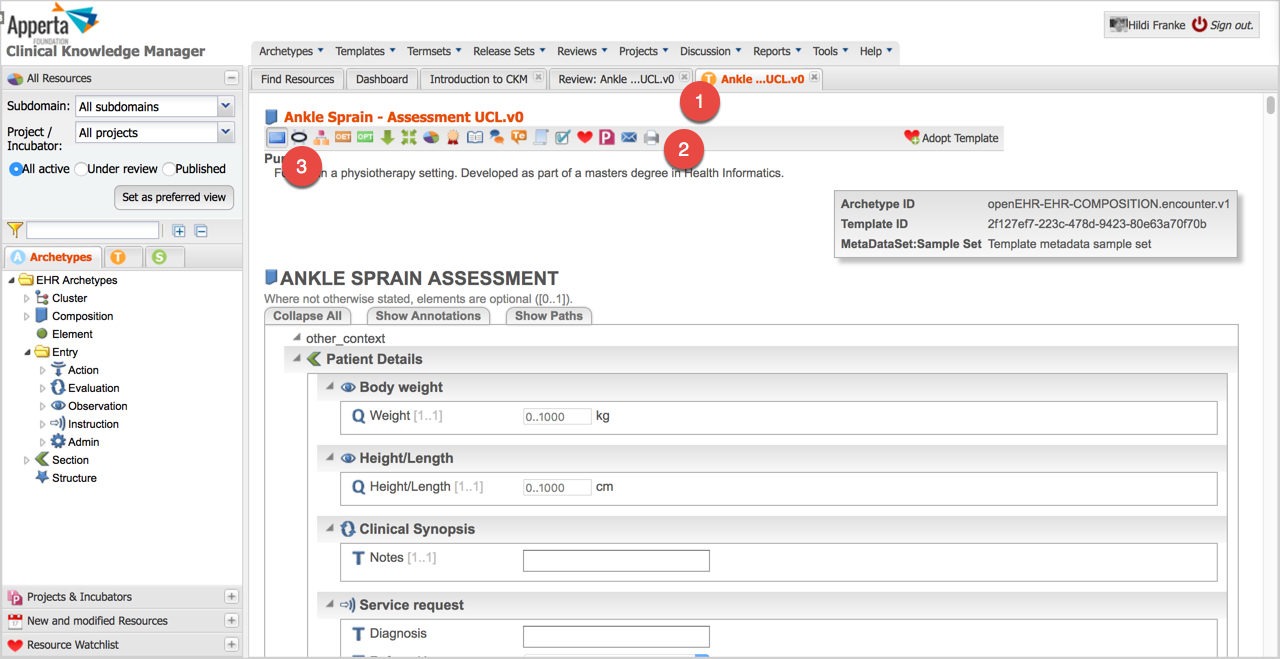 Apperta
FOUNDATION
Clinical Knowledge Manager
Hildi Franke Sign out.
Archetypes Templates Termsets Release Sets Reviews Projects Discussion Reports Tools Help
All Resources
Find Resources Dashboard Introduction to CKM Review: Ankle ...UCL.v0 T Ankle ...UCL.v0
Subdomain: All subdomains
Project / Incubator: All projects
All active Under review Published
Set as preferred view
A Archetypes T S
EHR Archetypes
Cluster
Composition
Element
Entry
Action
Evaluation
Observation
Instruction
Admin
Section
Structure
Projects & Incubators
New and modified Resources
Resource Watchlist
1
Ankle Sprain - Assessment UCL.v0
OET OPT Te P
2
Adopt Template
3
Pu
F n a physiotherapy setting. Developed as part of a masters degree in Health Informatics.
Archetype ID openEHR-EHR-COMPOSITION.encounter.v1
Template ID 2f127ef7-223c-478d-9423-80e63a70f70b
MetaDataSet:Sample Set Template metadata sample set
ANKLE SPRAIN ASSESSMENT
Where not otherwise stated, elements are optional ([0..1]).
Collapse All Show Annotations Show Paths
other_context
Patient Details
Body weight
Q Weight [1..1] 0..1000 kg
Height/Length
Q Height/Length [1..1] 0..1000 cm
Clinical Synopsis
T Notes [1..1]
Service request
T Diagnosis